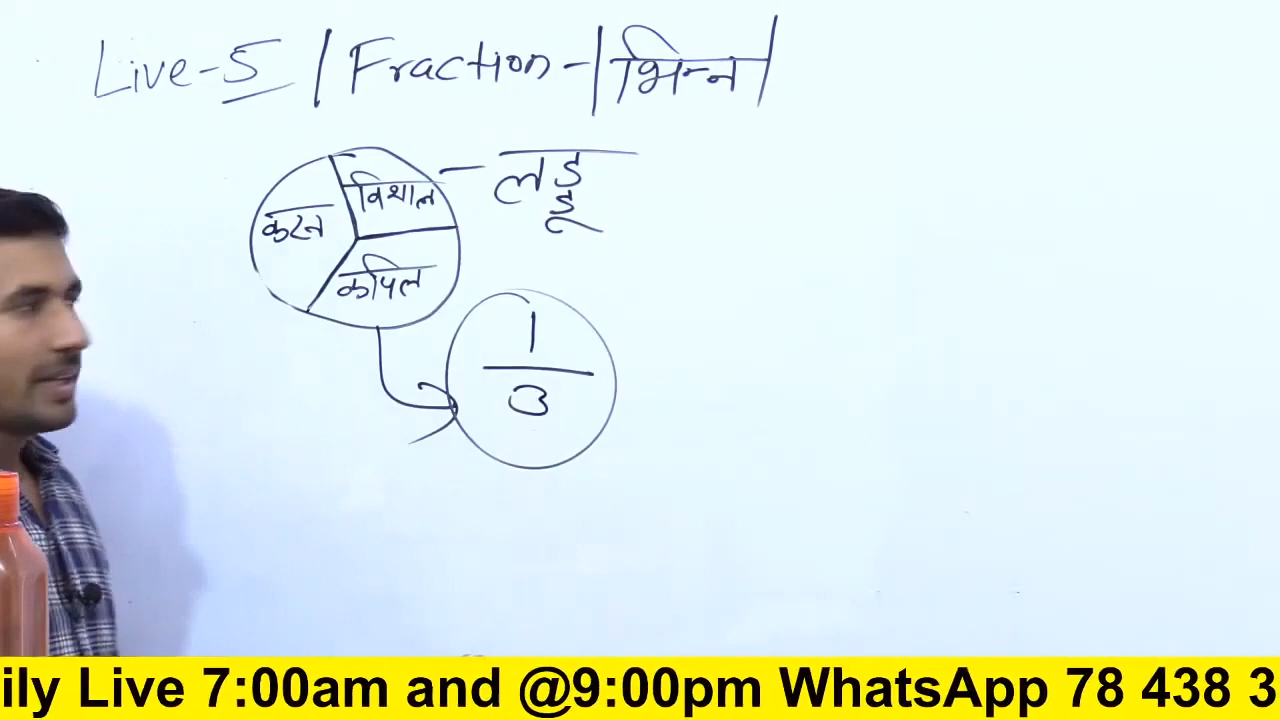 Live-5 / Fraction - | भिन्न |
करन
विशाल
कपिल
- लड्डू
1
3
ily Live 7:00am and @9:00pm WhatsApp 78 438 3